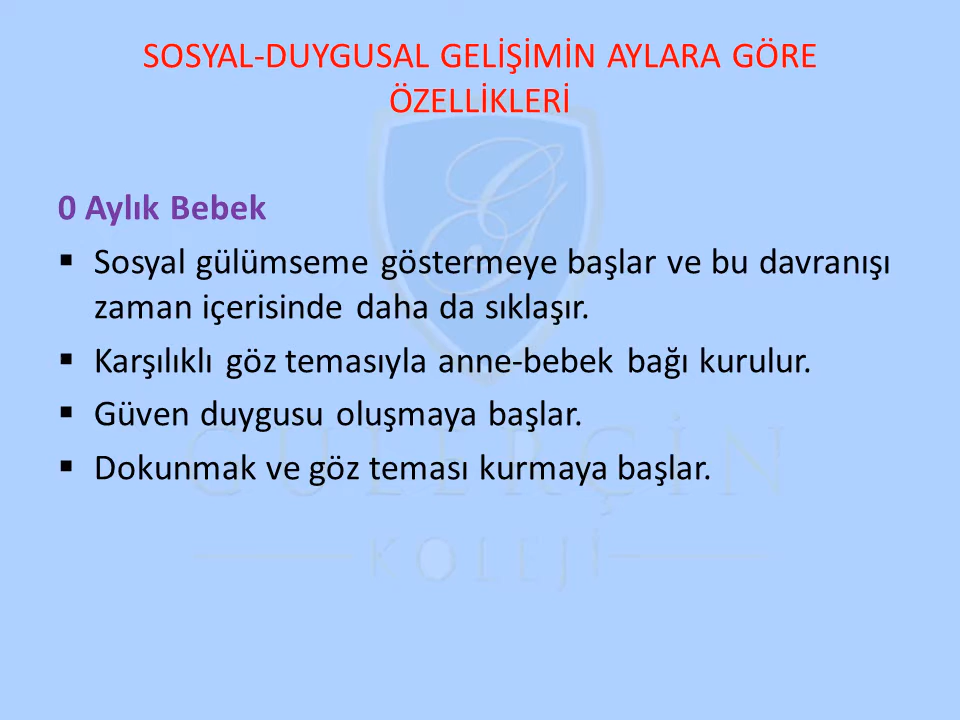 SOSYAL-DUYGUSAL GELİŞİMİN AYLARA GÖRE
ÖZELLİKLERİ
0 Aylık Bebek
▪ Sosyal gülümseme göstermeye başlar ve bu davranışı
zaman içerisinde daha da sıklaşır.
▪ Karşılıklı göz temasıyla anne-bebek bağı kurulur.
▪ Güven duygusu oluşmaya başlar.
▪ Dokunmak ve göz teması kurmaya başlar.
GÜLERÇİN
KOLEJİ